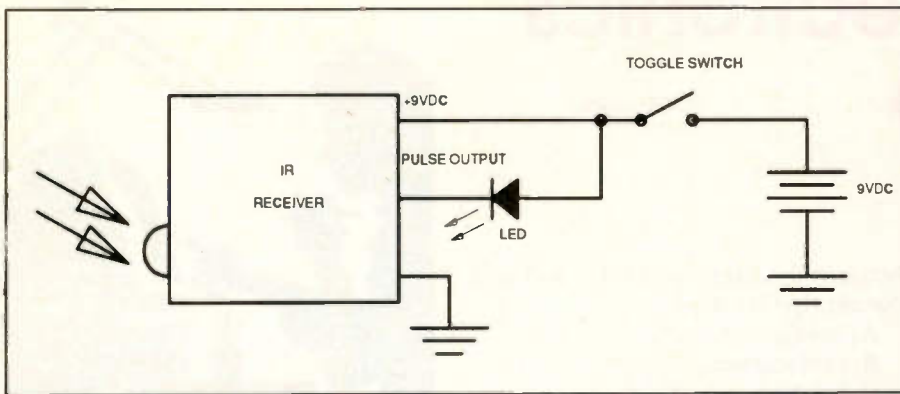 TOGGLE SWITCH
+9VDC
PULSE OUTPUT
IR
RECEIVER
9VDC
LED